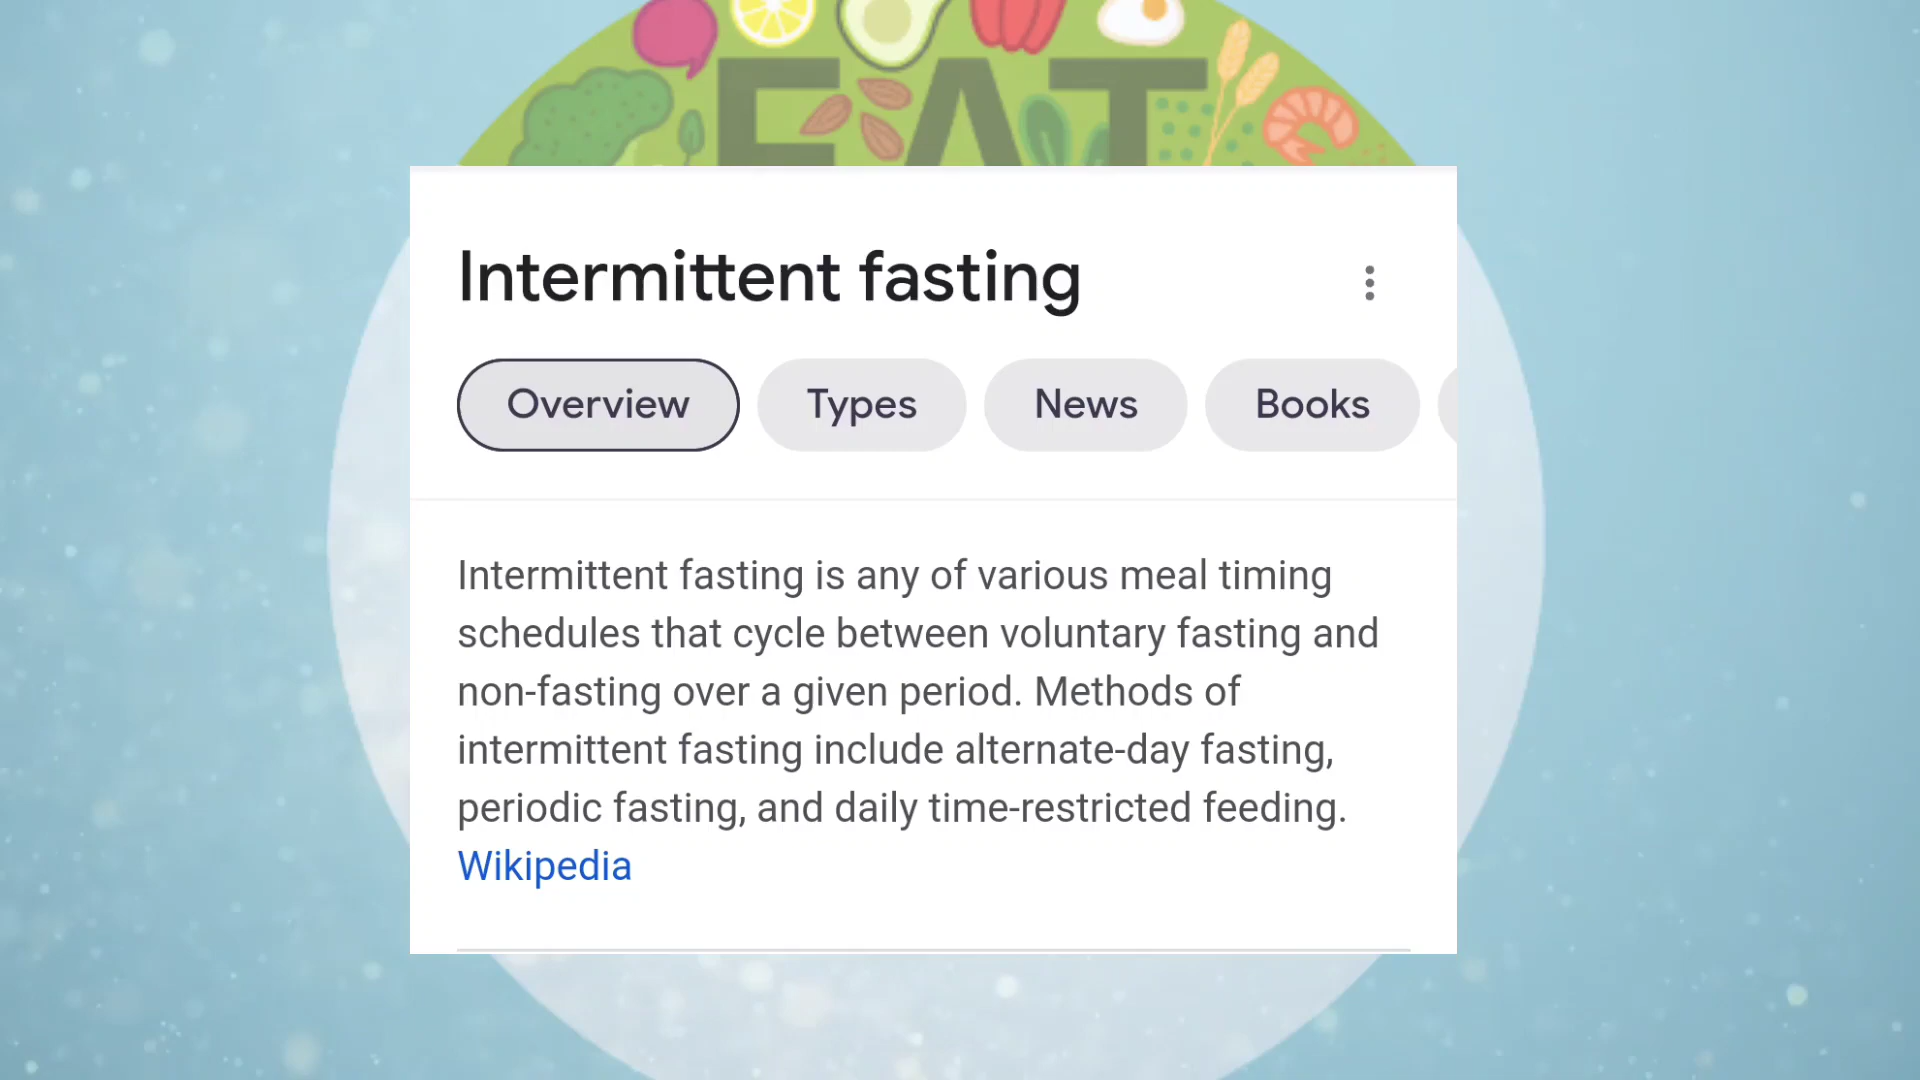 EAT
Intermittent fasting
Overview Types News Books
Intermittent fasting is any of various meal timing
schedules that cycle between voluntary fasting and
non-fasting over a given period. Methods of
intermittent fasting include alternate-day fasting,
periodic fasting, and daily time-restricted feeding.
Wikipedia